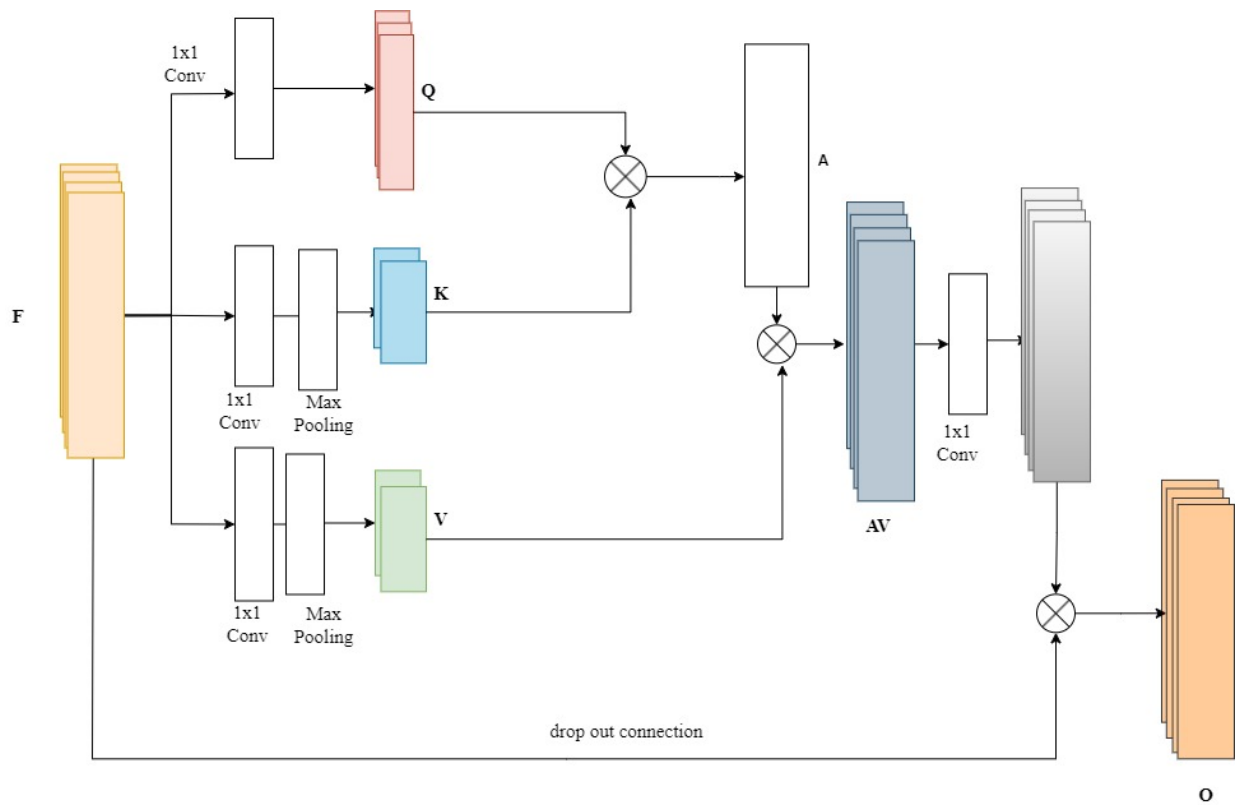 1x1
Conv
Q
A
F
K
1x1
Conv
Max
Pooling
1x1
Conv
V
AV
1x1
Conv
Max
Pooling
drop out connection
O